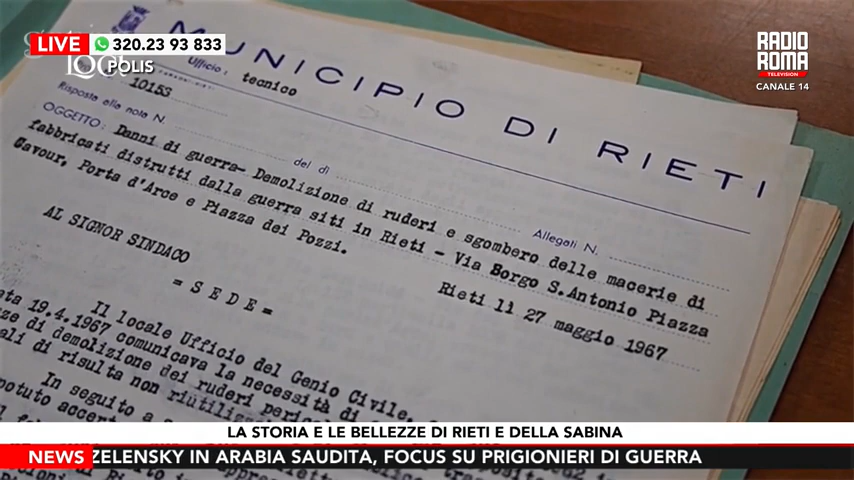 LIVE 320.23 93 833
POLIS
RADIO
ROMA
TELEVISION
CANALE 14
MUNICIPIO DI RIETI
Ufficio: tecnico
10153
Risposta alla nota N. del dì Allegati N.
OGGETTO: Danni di guerra- Demolizione di ruderi e sgombero delle macerie di
fabbricati distrutti dalla guerra siti in Rieti - Via Borgo S.Antonio Piazza
Cavour, Porta d'Arce e Piazza dei Pozzi.
Rieti lì 27 maggio 1967
AL SIGNOR SINDACO
= S E D E =
Il locale Ufficio del Genio Civile,
19.4.1967 comunicava la necessità di
di demolizione dei ruderi
di risulta non
In seguito a
potuto
LA STORIA E LE BELLEZZE DI RIETI E DELLA SABINA
NEWS ZELENSKY IN ARABIA SAUDITA, FOCUS SU PRIGIONIERI DI GUERRA